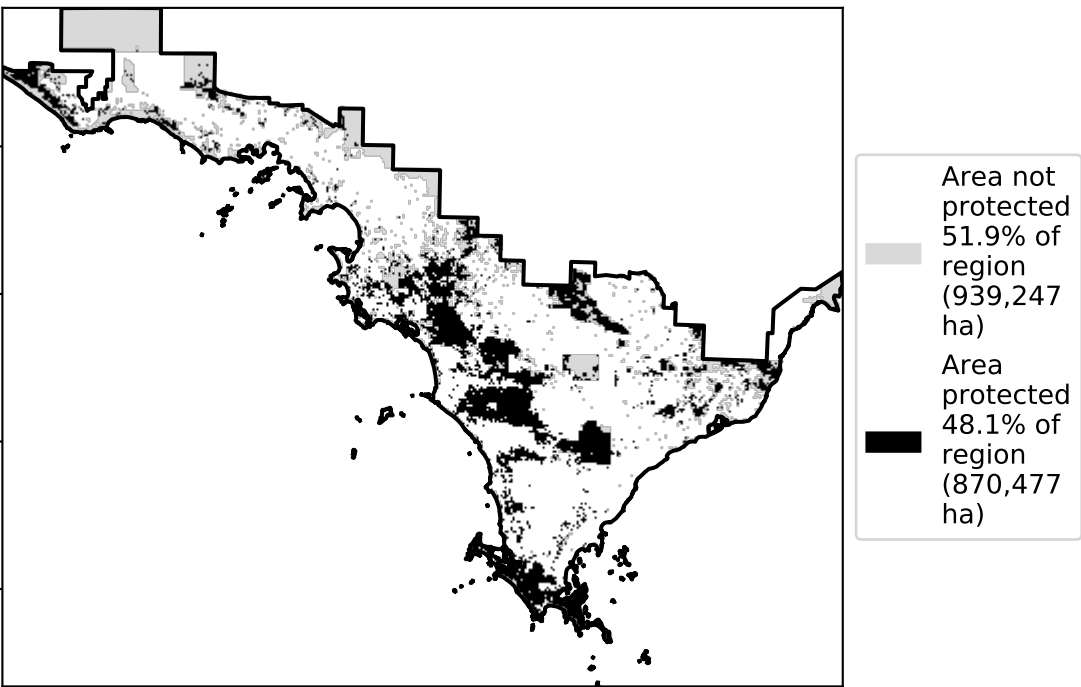 Area not
protected
51.9% of
region
(939,247
ha)
Area
protected
48.1% of
region
(870,477
ha)